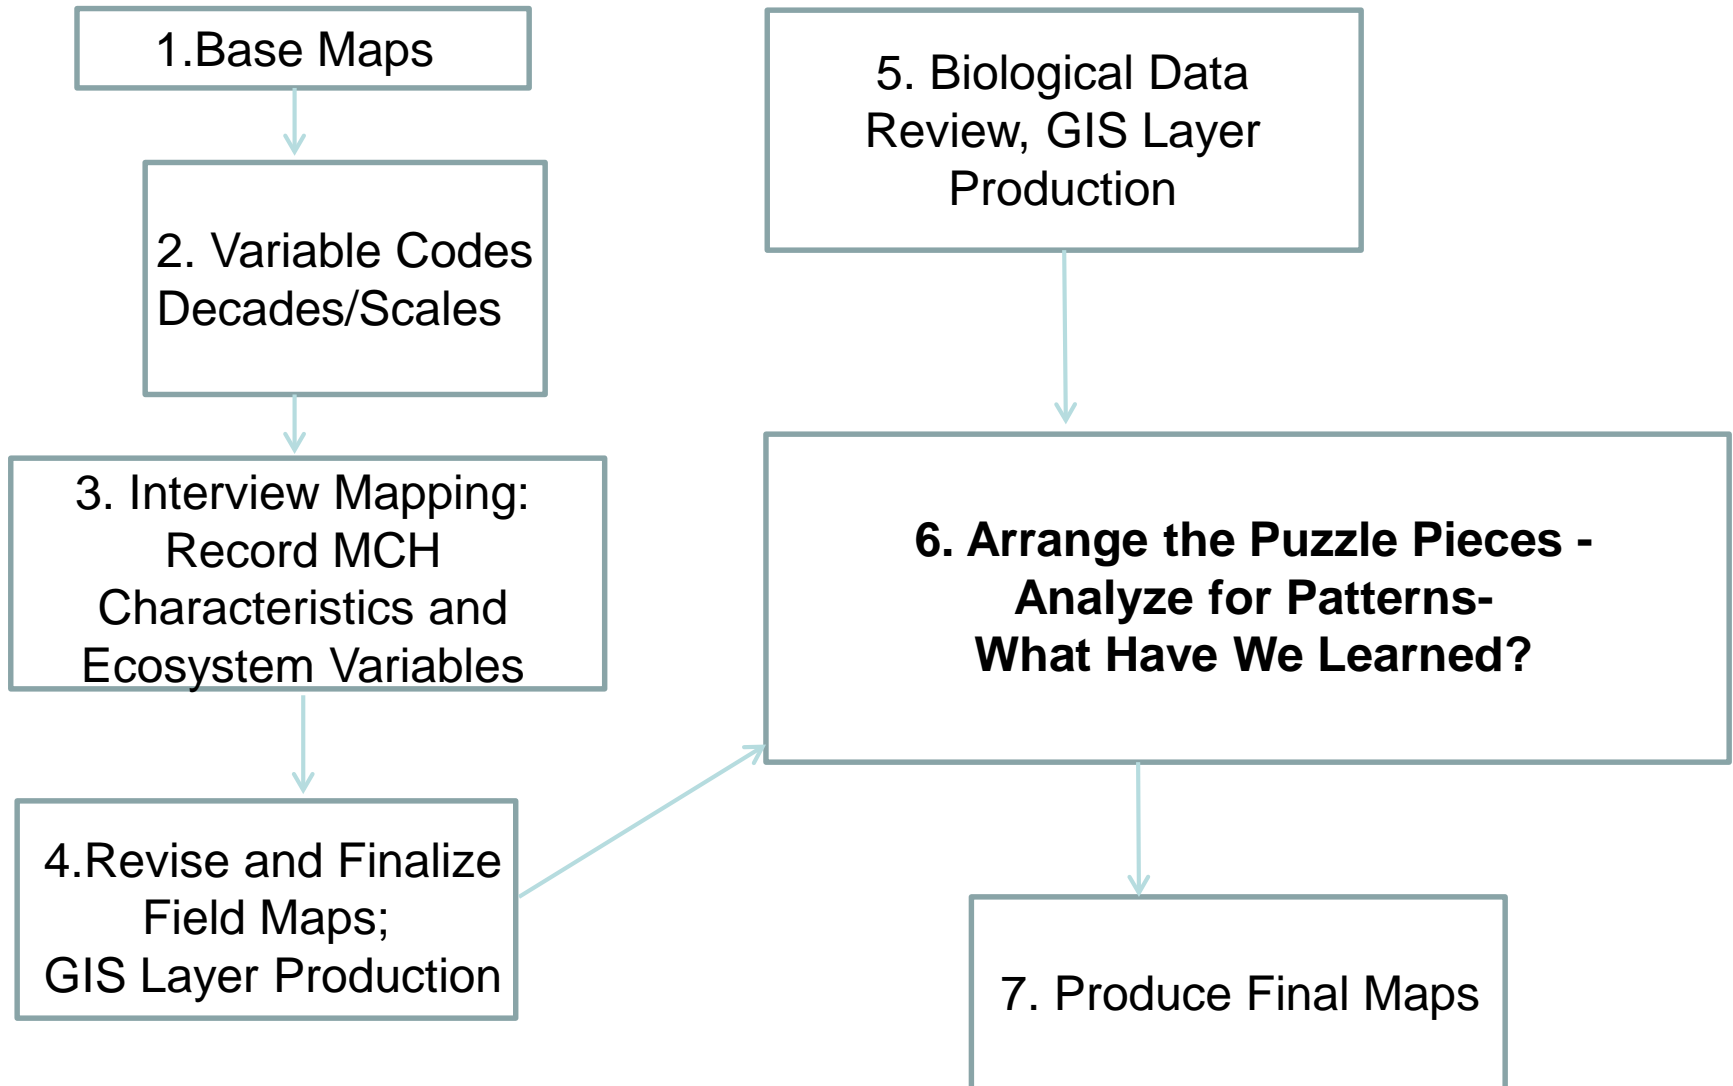 1.Base Maps
2. Variable Codes
Decades/Scales
3. Interview Mapping:
Record MCH
Characteristics and
Ecosystem Variables
4.Revise and Finalize
Field Maps;
GIS Layer Production
5. Biological Data
Review, GIS Layer
Production
6. Arrange the Puzzle Pieces -
Analyze for Patterns-
What Have We Learned?
7. Produce Final Maps